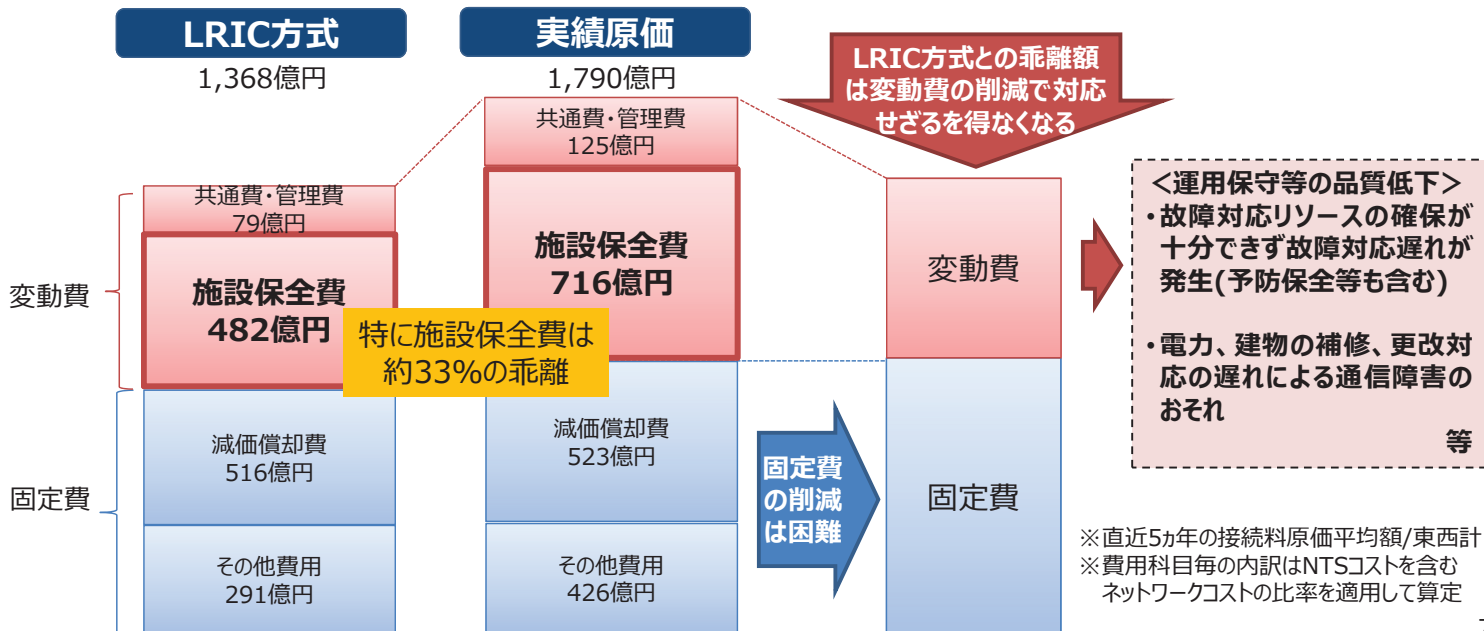 LRIC方式
1,368億円
実績原価
1,790億円
LRIC方式との乖離額
は変動費の削減で対応
せざるを得なくなる
共通費・管理費
125億円
共通費・管理費
79億円
施設保全費
482億円
施設保全費
716億円
特に施設保全費は
約33%の乖離
変動費
変動費
＜運用保守等の品質低下＞
・故障対応リソースの確保が
十分できず故障対応遅れが
発生(予防保全等も含む)
・電力、建物の補修、更改対
応の遅れによる通信障害の
おそれ
等
減価償却費
516億円
減価償却費
523億円
固定費
の削減
は困難
固定費
固定費
その他費用
291億円
その他費用
426億円
※直近5ヵ年の接続料原価平均額/東西計
※費用科目毎の内訳はNTSコストを含む
ネットワークコストの比率を適用して算定